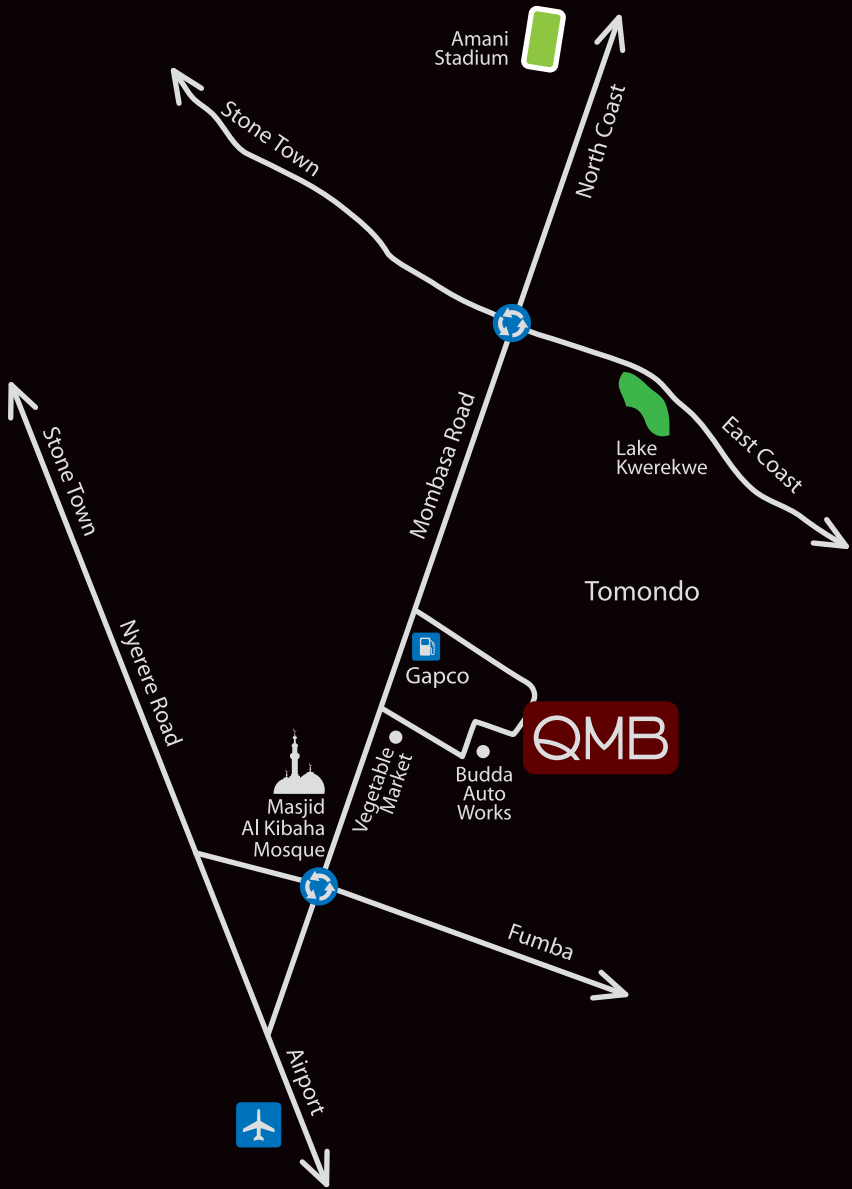 Amani
Stadium
North Coast
Stone Town
Mombasa Road
Lake
Kwerekwe
East Coast
Stone Town
Tomondo
Nyerere Road
Gapco
QMB
Vegetable
Market
Budda
Auto
Works
Masjid
Al Kibaha
Mosque
Fumba
Airport